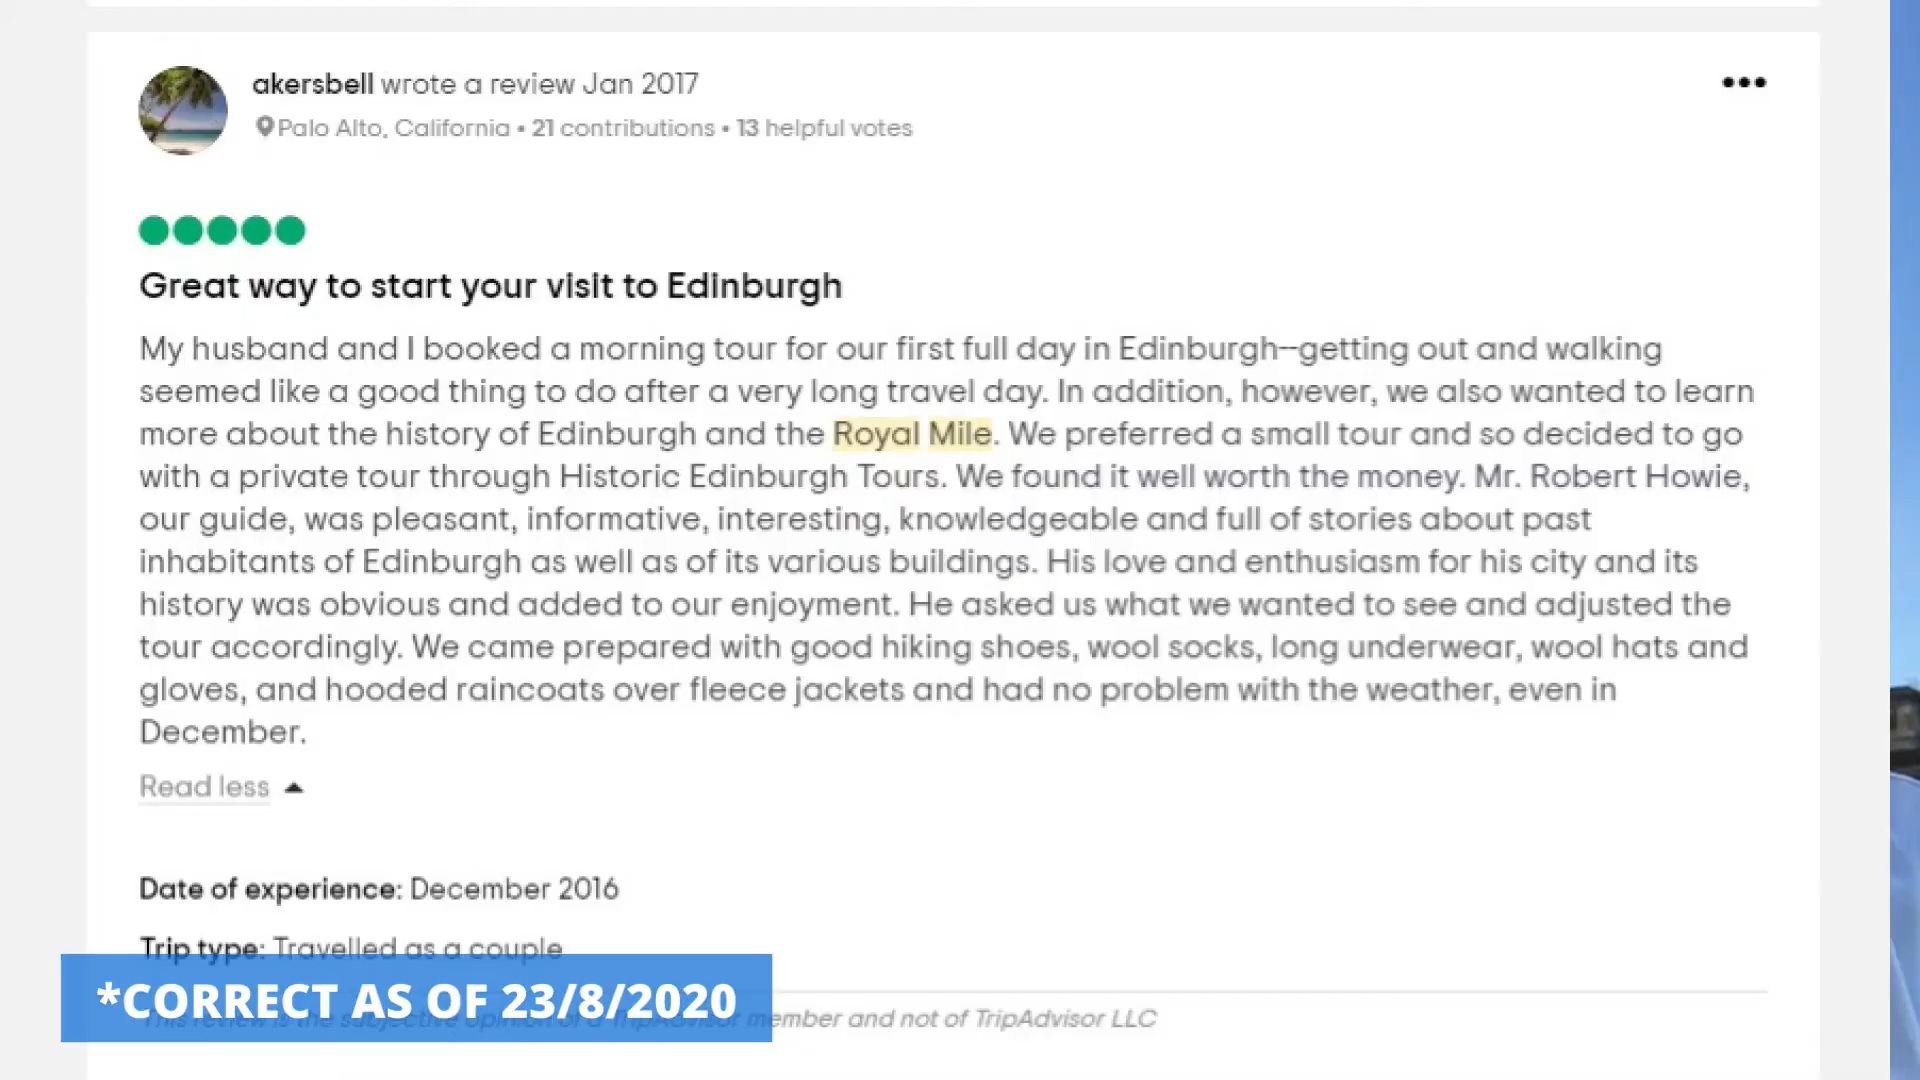 akersbell wrote a review Jan 2017
Palo Alto, California • 21 contributions • 13 helpful votes
Great way to start your visit to Edinburgh
My husband and I booked a morning tour for our first full day in Edinburgh--getting out and walking
seemed like a good thing to do after a very long travel day. In addition, however, we also wanted to learn
more about the history of Edinburgh and the Royal Mile. We preferred a small tour and so decided to go
with a private tour through Historic Edinburgh Tours. We found it well worth the money. Mr. Robert Howie,
our guide, was pleasant, informative, interesting, knowledgeable and full of stories about past
inhabitants of Edinburgh as well as of its various buildings. His love and enthusiasm for his city and its
history was obvious and added to our enjoyment. He asked us what we wanted to see and adjusted the
tour accordingly. We came prepared with good hiking shoes, wool socks, long underwear, wool hats and
gloves, and hooded raincoats over fleece jackets and had no problem with the weather, even in
December.
Read less
Date of experience: December 2016
Trip type: Travelled as a couple
*CORRECT AS OF 23/8/2020
This review is the subjective opinion of a TripAdvisor member and not of TripAdvisor LLC